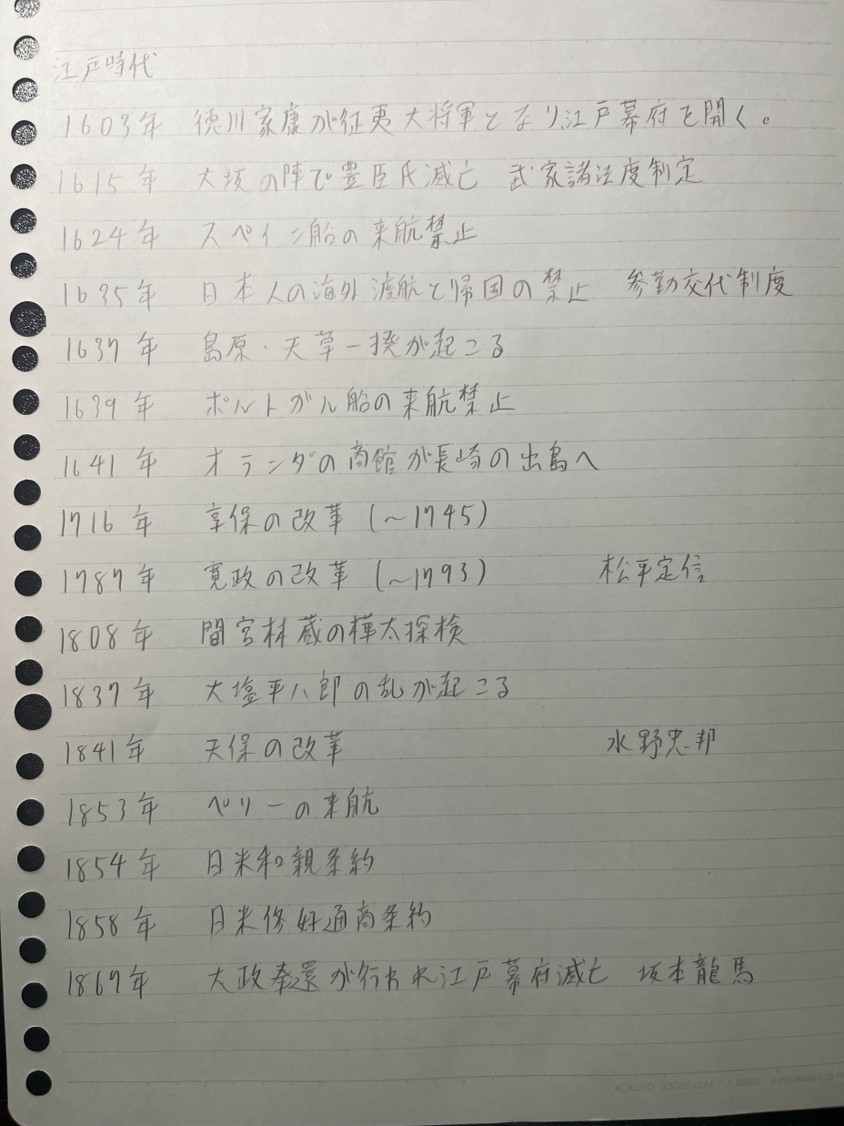 江戸時代
1603年 徳川家康が征夷大将軍となり、江戸幕府を開く。
1615年 大坂の陣で豊臣氏滅亡 武家諸法度制定
1624年 スペイン船の来航禁止
1635年 日本人の海外渡航と帰国の禁止 参勤交代制度
1637年 島原・天草一揆が起こる
1639年 ポルトガル船の来航禁止
1641年 オランダの商館が長崎の出島へ
1716年 享保の改革 (～1745)
1787年 寛政の改革 (～1793) 松平定信
1808年 間宮林蔵の樺太探検
1837年 大塩平八郎の乱が起こる
1841年 天保の改革 水野忠邦
1853年 ペリーの来航
1854年 日米和親条約
1858年 日米修好通商条約
1867年 大政奉還が行われ江戸幕府滅亡 坂本龍馬
KOKUYO LOOSE-LEAF